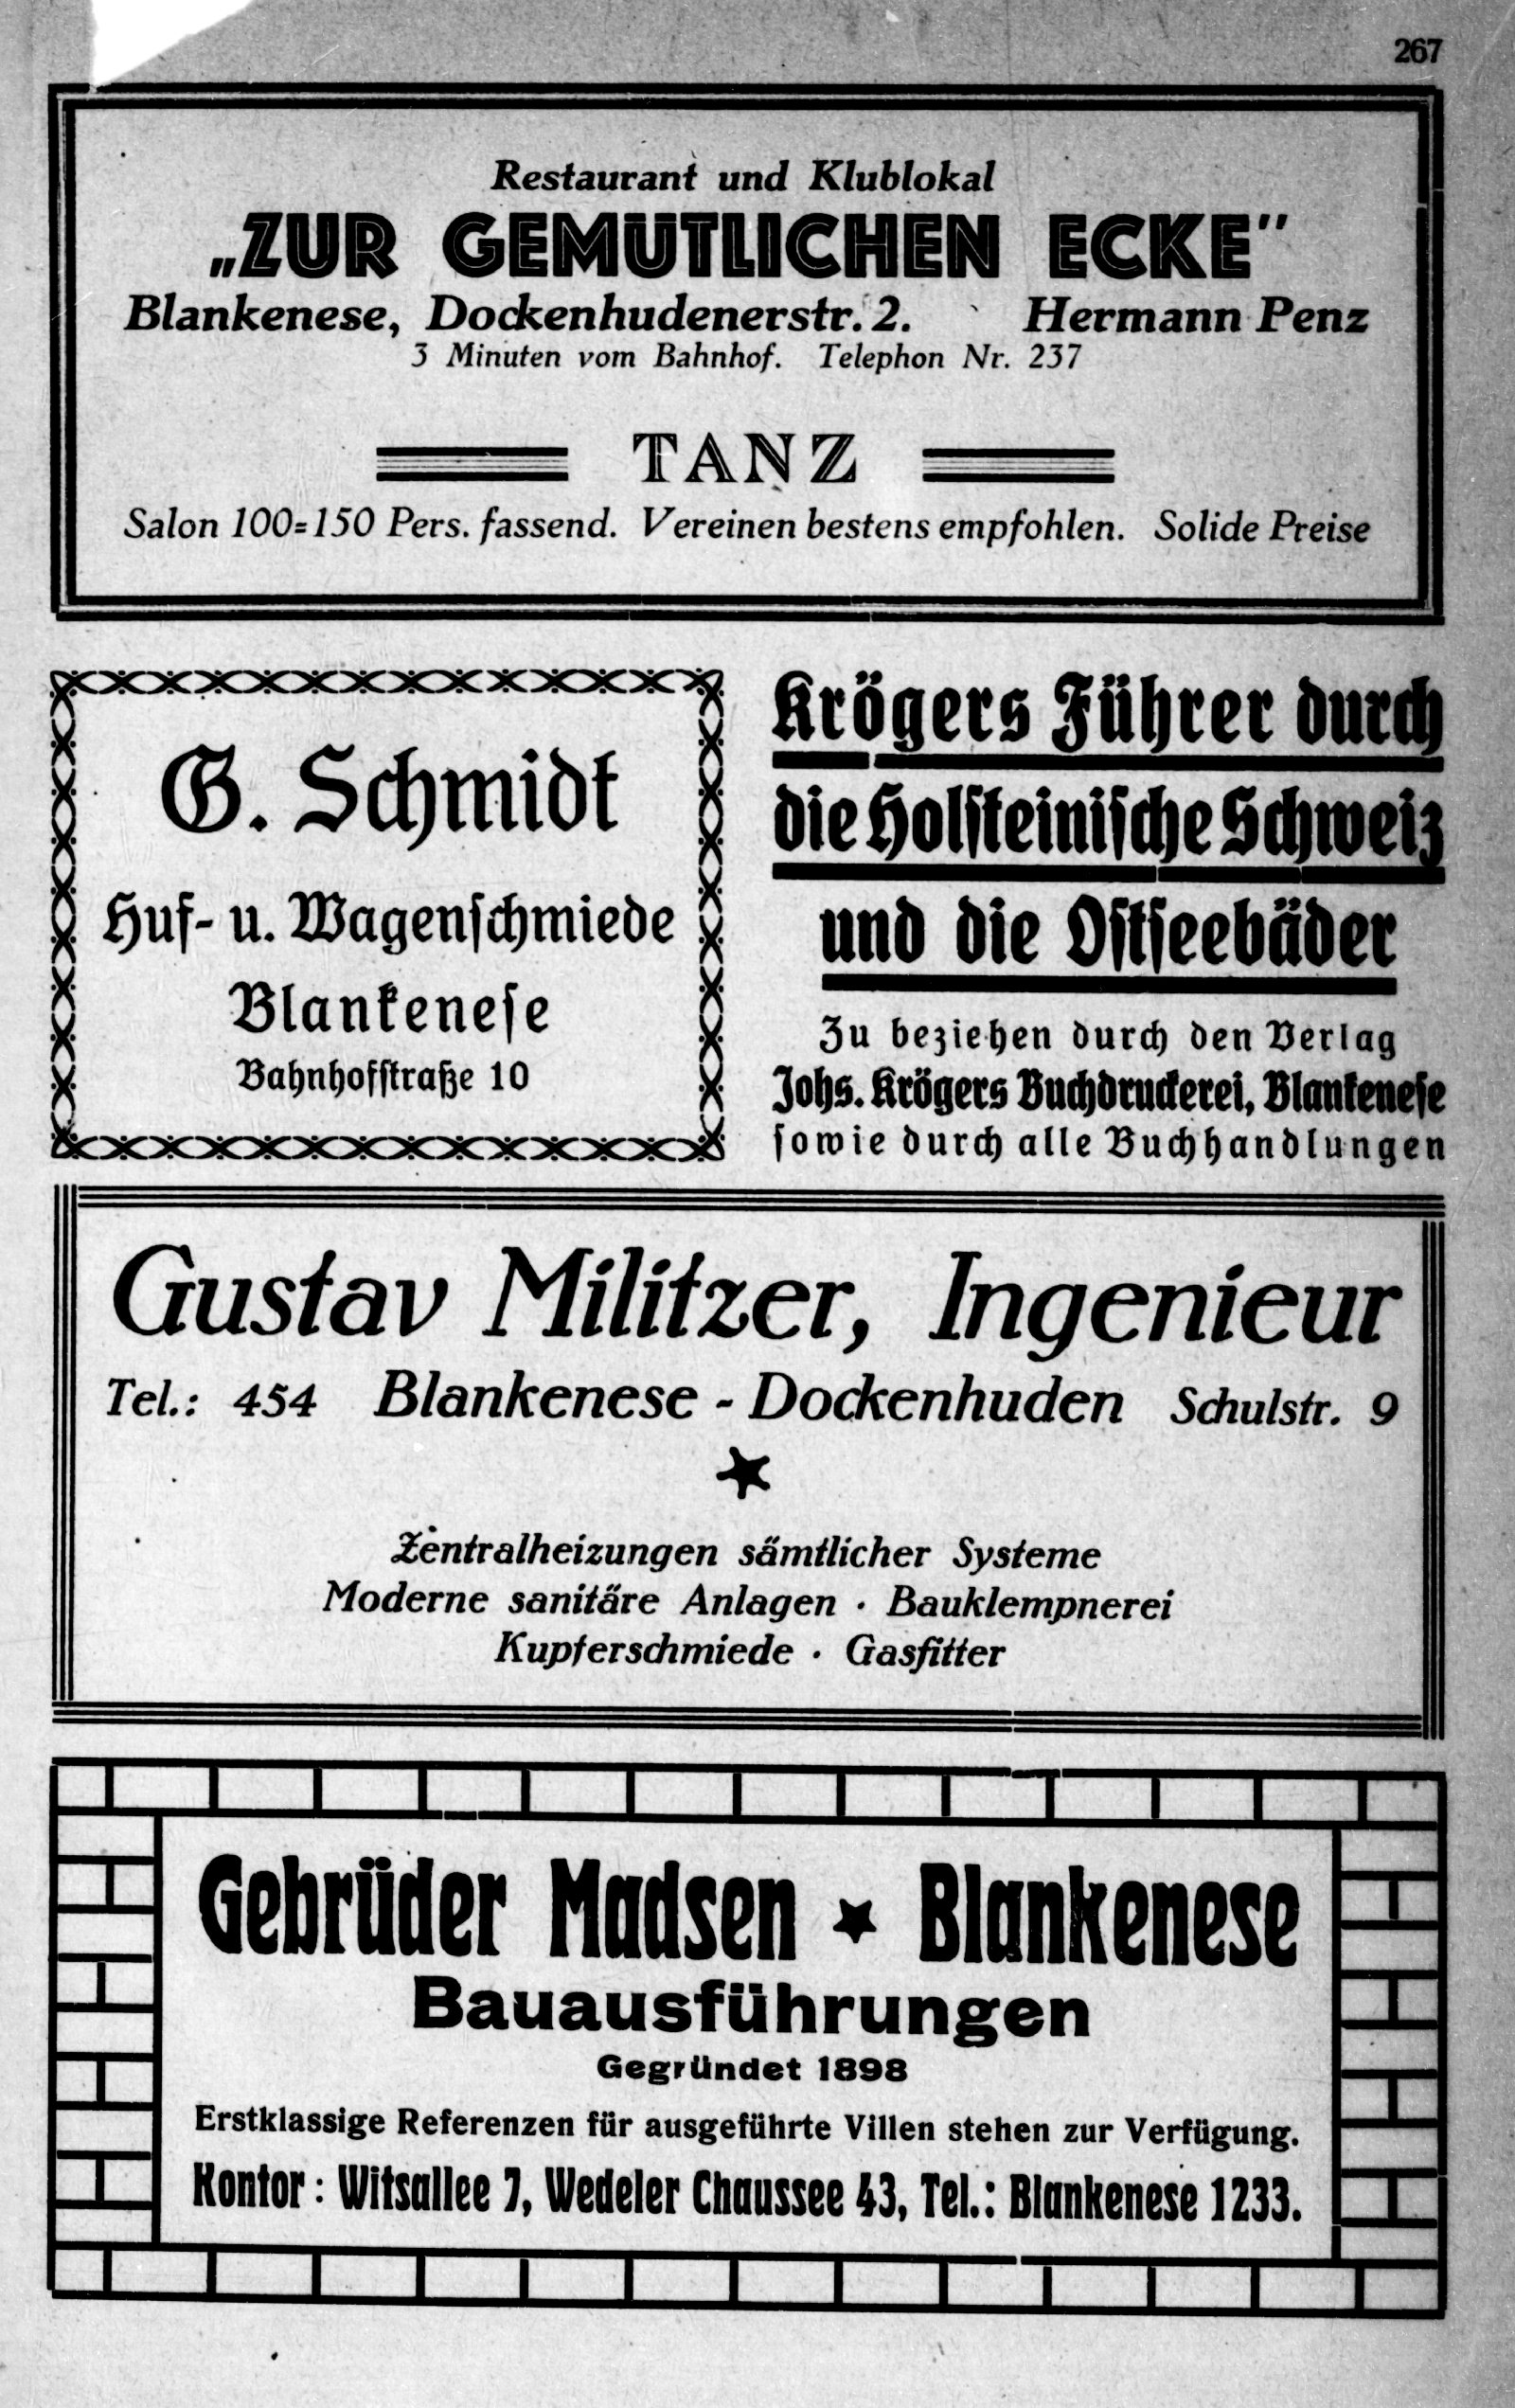 267
Restaurant und Klublokal
„ZUR GEMÜTLICHEN ECKE"
Blankenese, Dockenhudenerstr. 2. Hermann Penz
3 Minuten vom Bahnhof. Telephon Nr. 237
TANZ
Salon 100=150 Pers. fassend. Vereinen bestens empfohlen. Solide Preise
G. Schmidt
Huf- u. Wagenschmiede
Blankenese
Bahnhofstraße 10
Krögers Führer durch
die Holsteinische Schweiz
und die Ostseebäder
Zu beziehen durch den Verlag
Johs. Krögers Buchdruckerei, Blankenese
sowie durch alle Buchhandlungen
Gustav Militzer, Ingenieur
Tel.: 454 Blankenese - Dockenhuden Schulstr. 9
Zentralheizungen sämtlicher Systeme
Moderne sanitäre Anlagen · Bauklempnerei
Kupferschmiede · Gasfitter
Gebrüder Madsen ★ Blankenese
Bauausführungen
Gegründet 1898
Erstklassige Referenzen für ausgeführte Villen stehen zur Verfügung.
Kontor: Witsallee 7, Wedeler Chaussee 43, Tel.: Blankenese 1233.